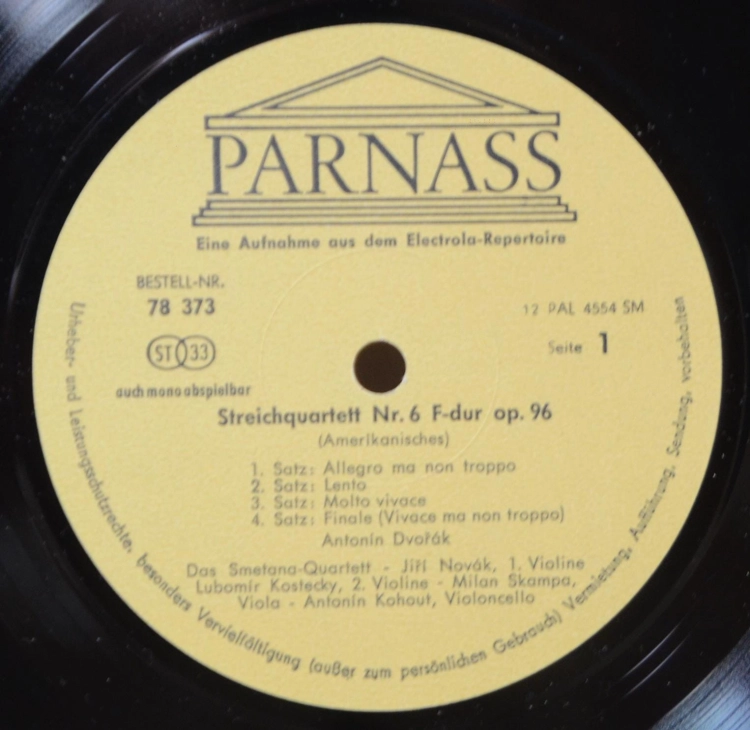 PARNASS
Eine Aufnahme aus dem Electrola-Repertoire
BESTELL-NR.
78 373
12 PAL 4554 SM
ST 33
Seite 1
auch mono abspielbar
Streichquartett Nr. 6 F-dur op. 96
(Amerikanisches)
1. Satz: Allegro ma non troppo
2. Satz: Lento
3. Satz: Molto vivace
4. Satz: Finale (Vivace ma non troppo)
Antonín Dvořák
Das Smetana-Quartett - Jiří Novák, 1. Violine
Lubomír Kostecky, 2. Violine - Milan Skampa,
Viola - Antonín Kohout, Violoncello
Urheber- und Leistungsschutzrechte, besonders Vervielfältigung (außer zum persönlichen Gebrauch) Vermietung, Aufführung, Sendung, vorbehalten